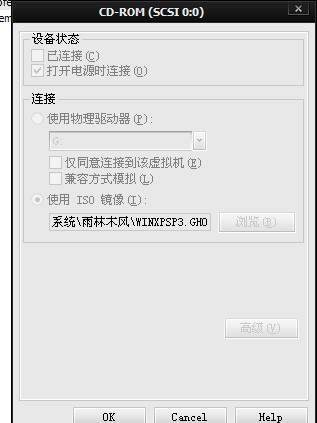 CD-ROM (SCSI 0:0)
设备状态
已连接(C)
打开电源时连接(O)
连接
使用物理驱动器(P):
G:
仅同意连接到该虚拟机(E)
兼容方式模拟(L)
使用 ISO 镜像(I):
系统\雨林木风\WINXPSP3.GHO
浏览(B)
高级(V)
OK
Cancel
Help